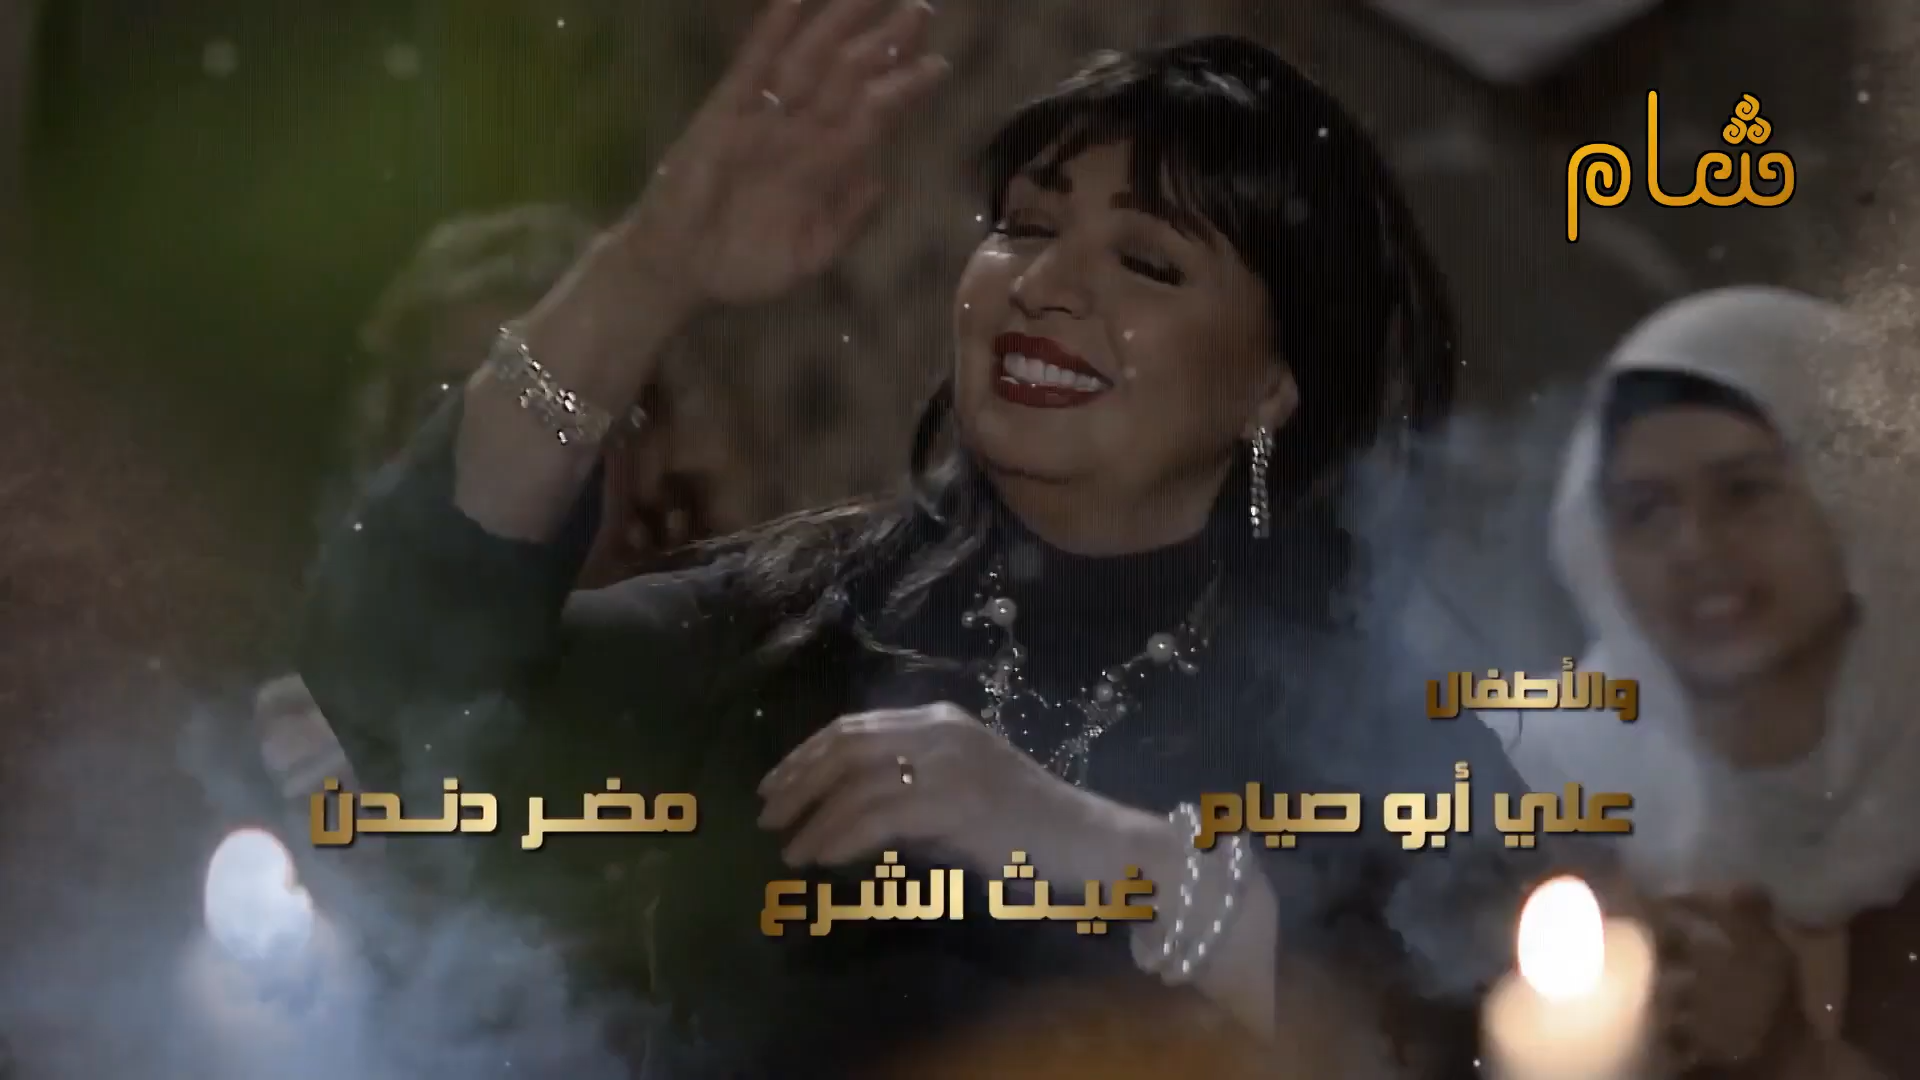 شام
والأطفال
علي أبو صيام مضر دندن
غيث الشرع